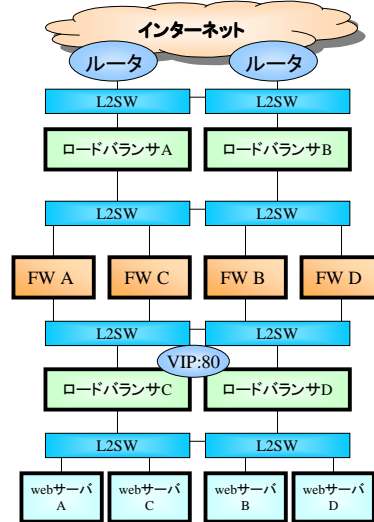 インターネット
ルータ
ルータ
L2SW
L2SW
ロードバランサA
ロードバランサB
L2SW
L2SW
FW A
FW C
FW B
FW D
L2SW
L2SW
VIP:80
ロードバランサC
ロードバランサD
L2SW
L2SW
webサーバ
A
webサーバ
C
webサーバ
B
webサーバ
D